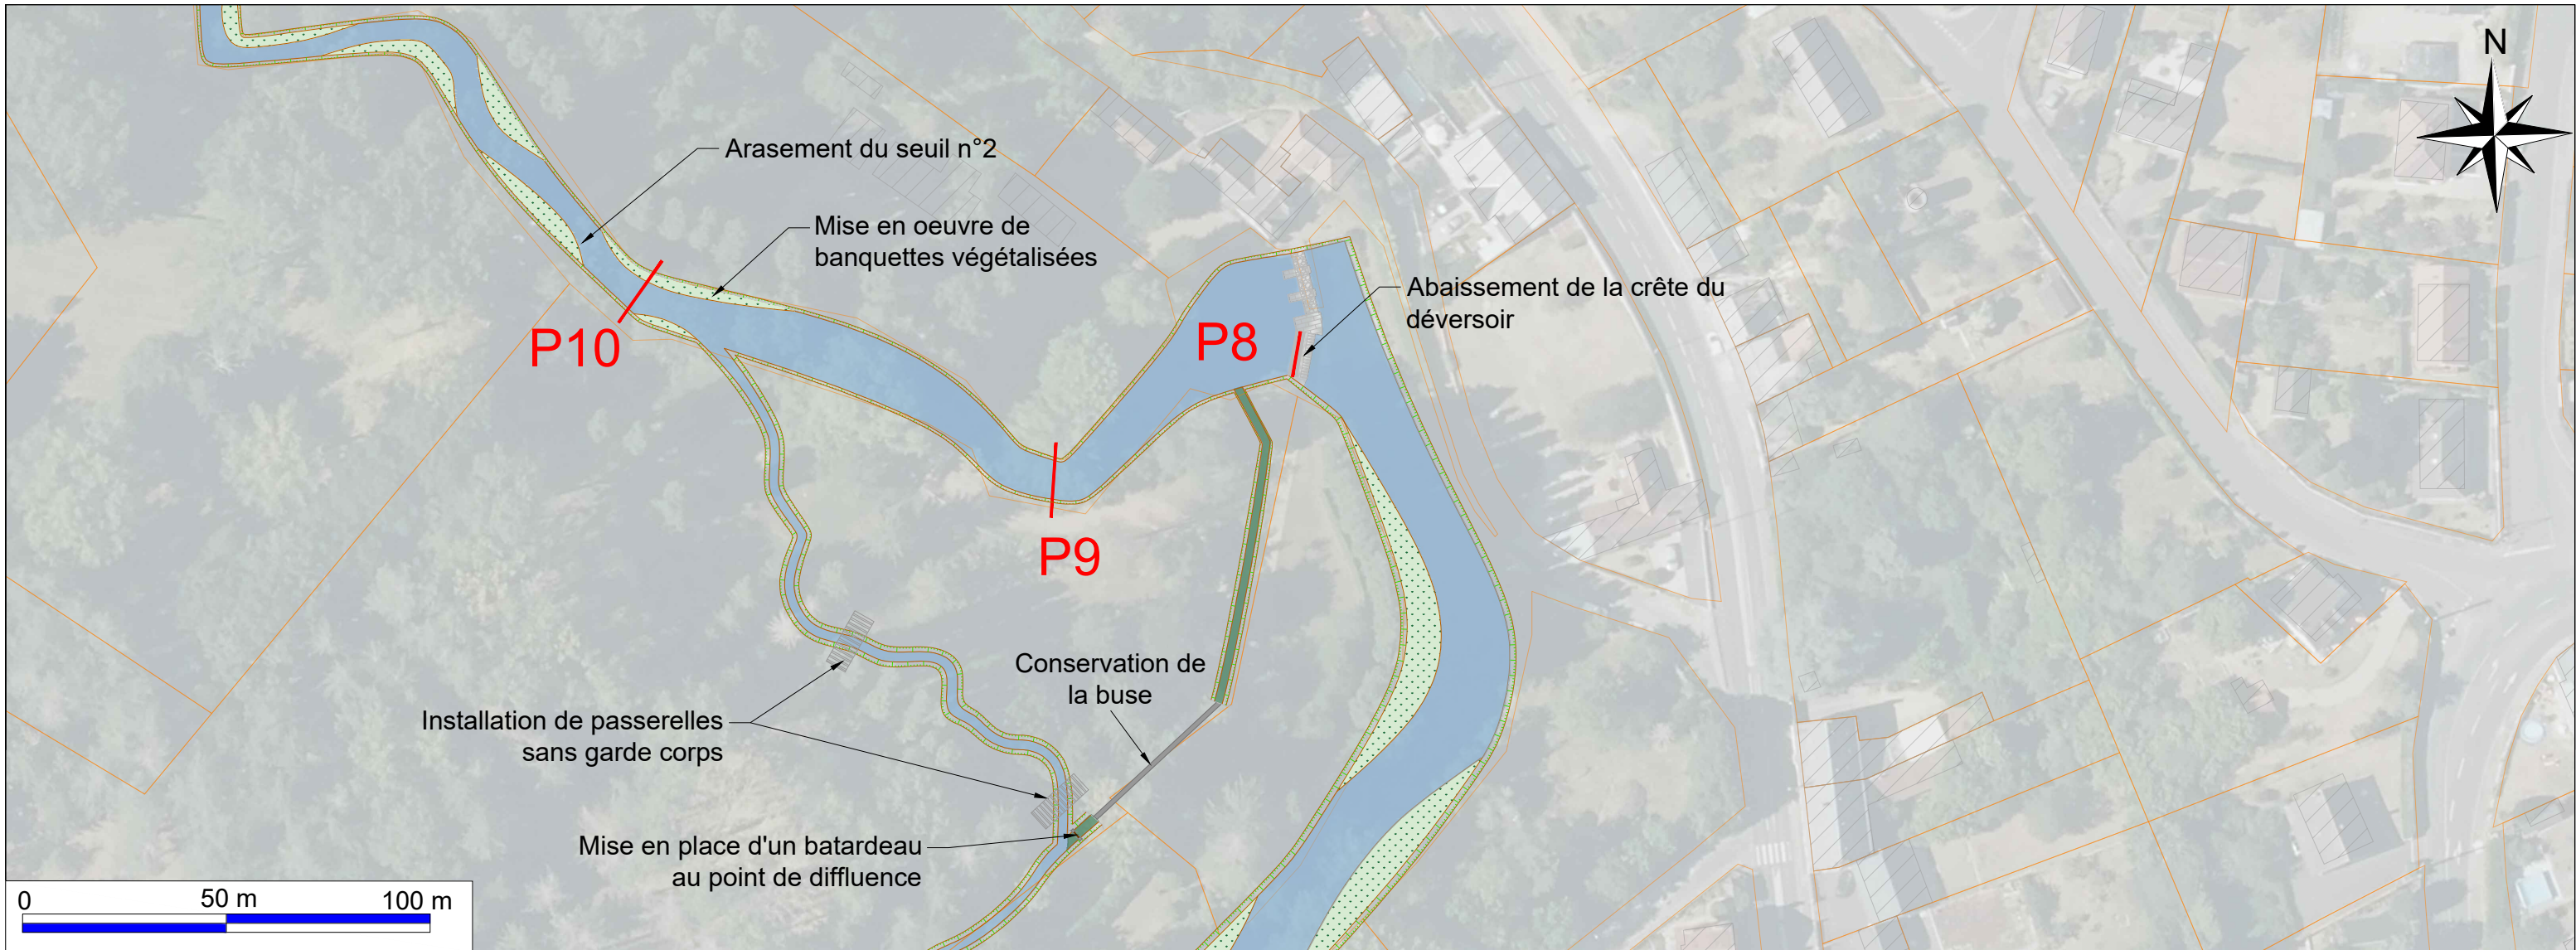 N
Arasement du seuil n°2
Mise en oeuvre de
banquettes végétalisées
Abaissement de la crête du
déversoir
P8
P10
P9
Conservation de
la buse
Installation de passerelles
sans garde corps
Mise en place d'un batardeau
au point de diffluence
0 50 m 100 m